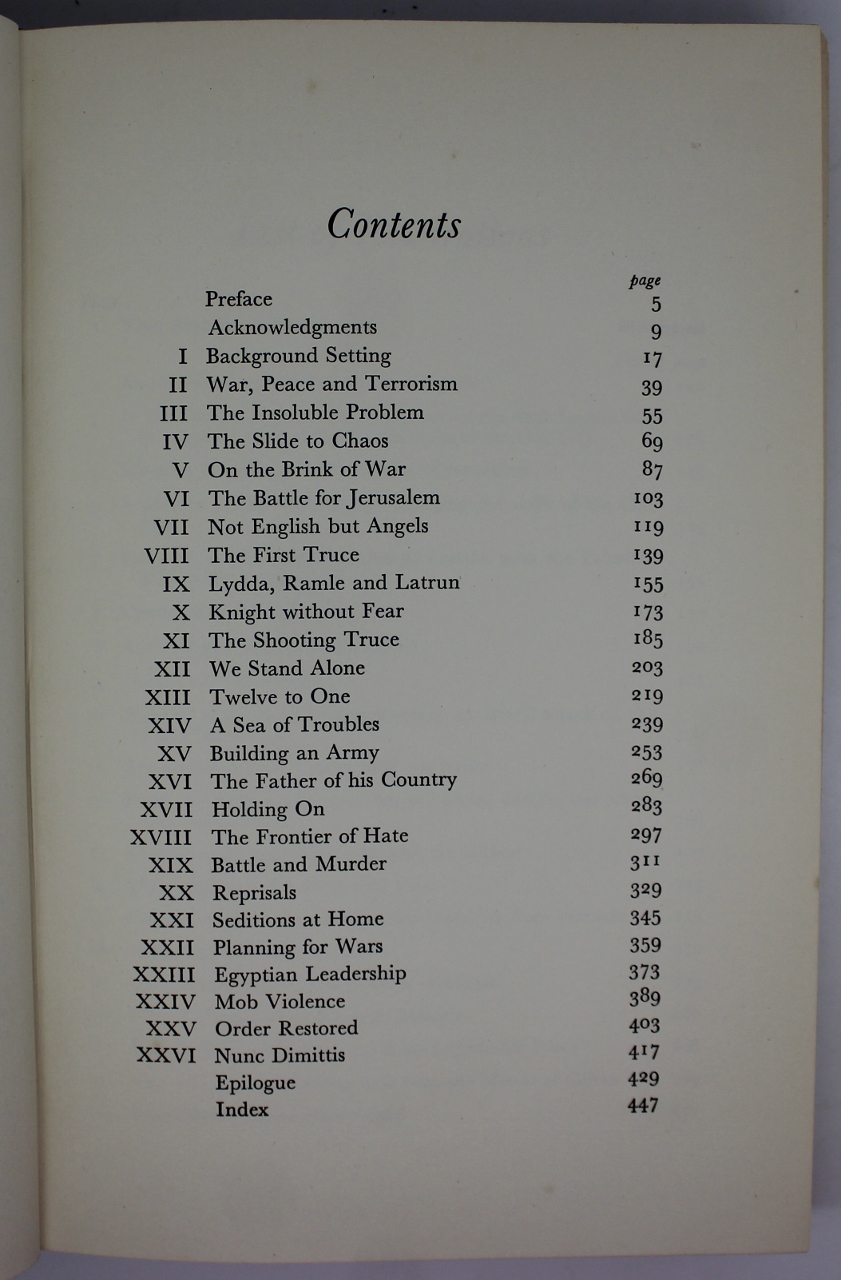 Contents
page
Preface 5
Acknowledgments 9
I Background Setting 17
II War, Peace and Terrorism 39
III The Insoluble Problem 55
IV The Slide to Chaos 69
V On the Brink of War 87
VI The Battle for Jerusalem 103
VII Not English but Angels 119
VIII The First Truce 139
IX Lydda, Ramle and Latrun 155
X Knight without Fear 173
XI The Shooting Truce 185
XII We Stand Alone 203
XIII Twelve to One 219
XIV A Sea of Troubles 239
XV Building an Army 253
XVI The Father of his Country 269
XVII Holding On 283
XVIII The Frontier of Hate 297
XIX Battle and Murder 311
XX Reprisals 329
XXI Seditions at Home 345
XXII Planning for Wars 359
XXIII Egyptian Leadership 373
XXIV Mob Violence 389
XXV Order Restored 403
XXVI Nunc Dimittis 417
Epilogue 429
Index 447